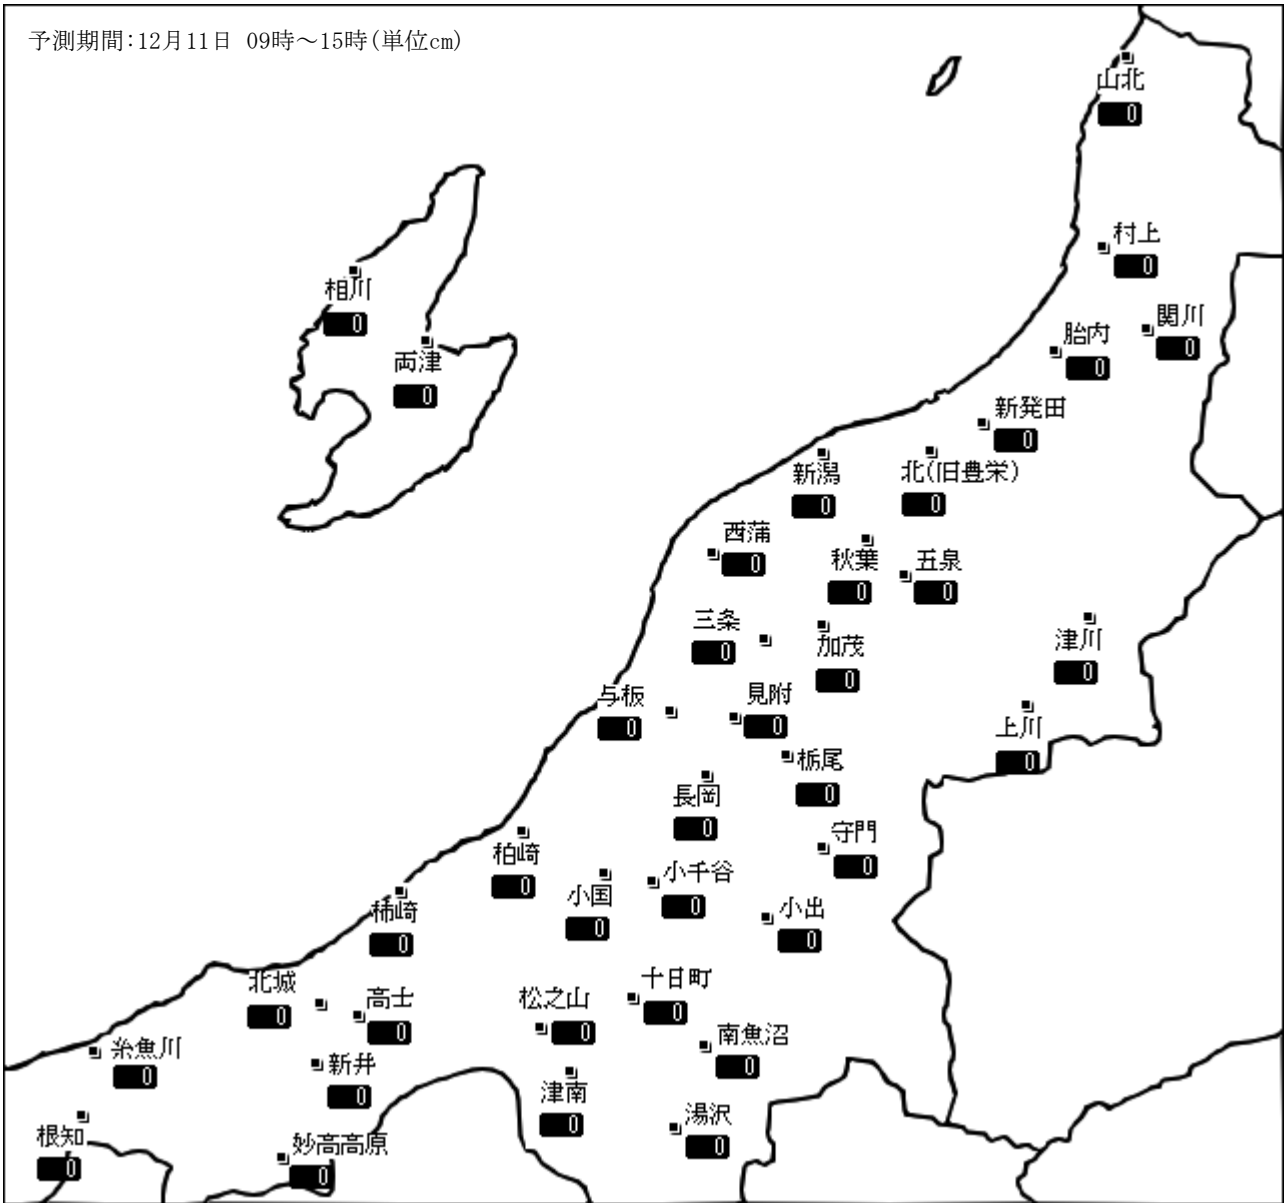 予測期間:12月11日 09時～15時(単位cm)
山北
0
村上
0
相川
0
関川
0
胎内
0
両津
0
新発田
0
新潟
0
北(旧豊栄)
0
西蒲
0
秋葉
0
五泉
0
三条
0
加茂
0
津川
0
与板
0
見附
0
上川
0
栃尾
0
長岡
0
守門
0
柏崎
0
小千谷
0
小国
0
小出
0
柿崎
0
北城
0
高士
0
松之山
0
十日町
0
南魚沼
0
糸魚川
0
新井
0
津南
0
湯沢
0
根知
0
妙高高原
0